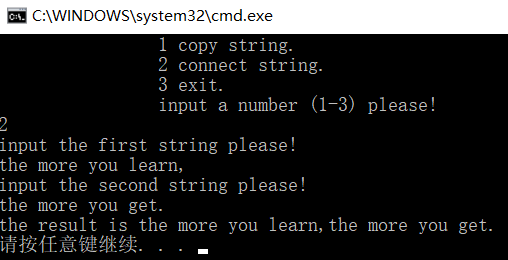 C:\WINDOWS\system32\cmd.exe
1 copy string.
2 connect string.
3 exit.
input a number (1-3) please!
2
input the first string please!
the more you learn,
input the second string please!
the more you get.
the result is the more you learn,the more you get.
请按任意键继续. . .